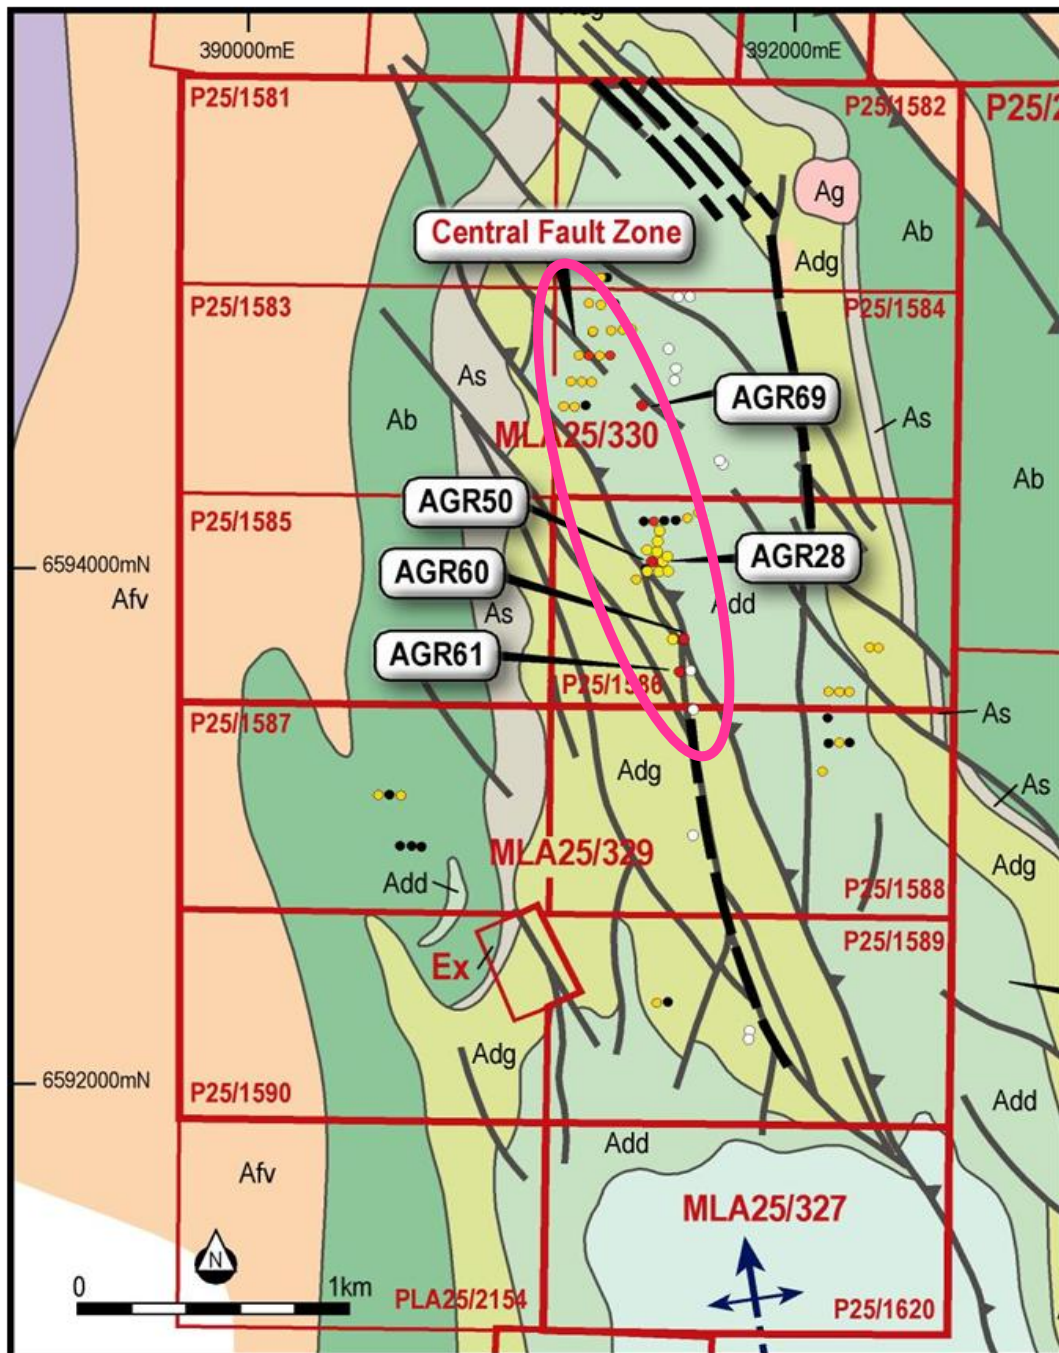 Adg
390000mE
392000mE
P25/1581
P25/1582
P25/2
Ag
Central Fault Zone
Ab
Adg
P25/1583
P25/1584
As
AGR69
Ab
MLA25/330
As
Ab
AGR50
P25/1585
AGR28
6594000mN
AGR60
Afv
Add
As
AGR61
P25/1586
P25/1587
As
Adg
As
MLA25/329
Adg
Add
P25/1588
P25/1589
Ex
Adg
6592000mN
P25/1590
Add
Add
Afv
MLA25/327
N
0
1km
PLA25/2154
P25/1620